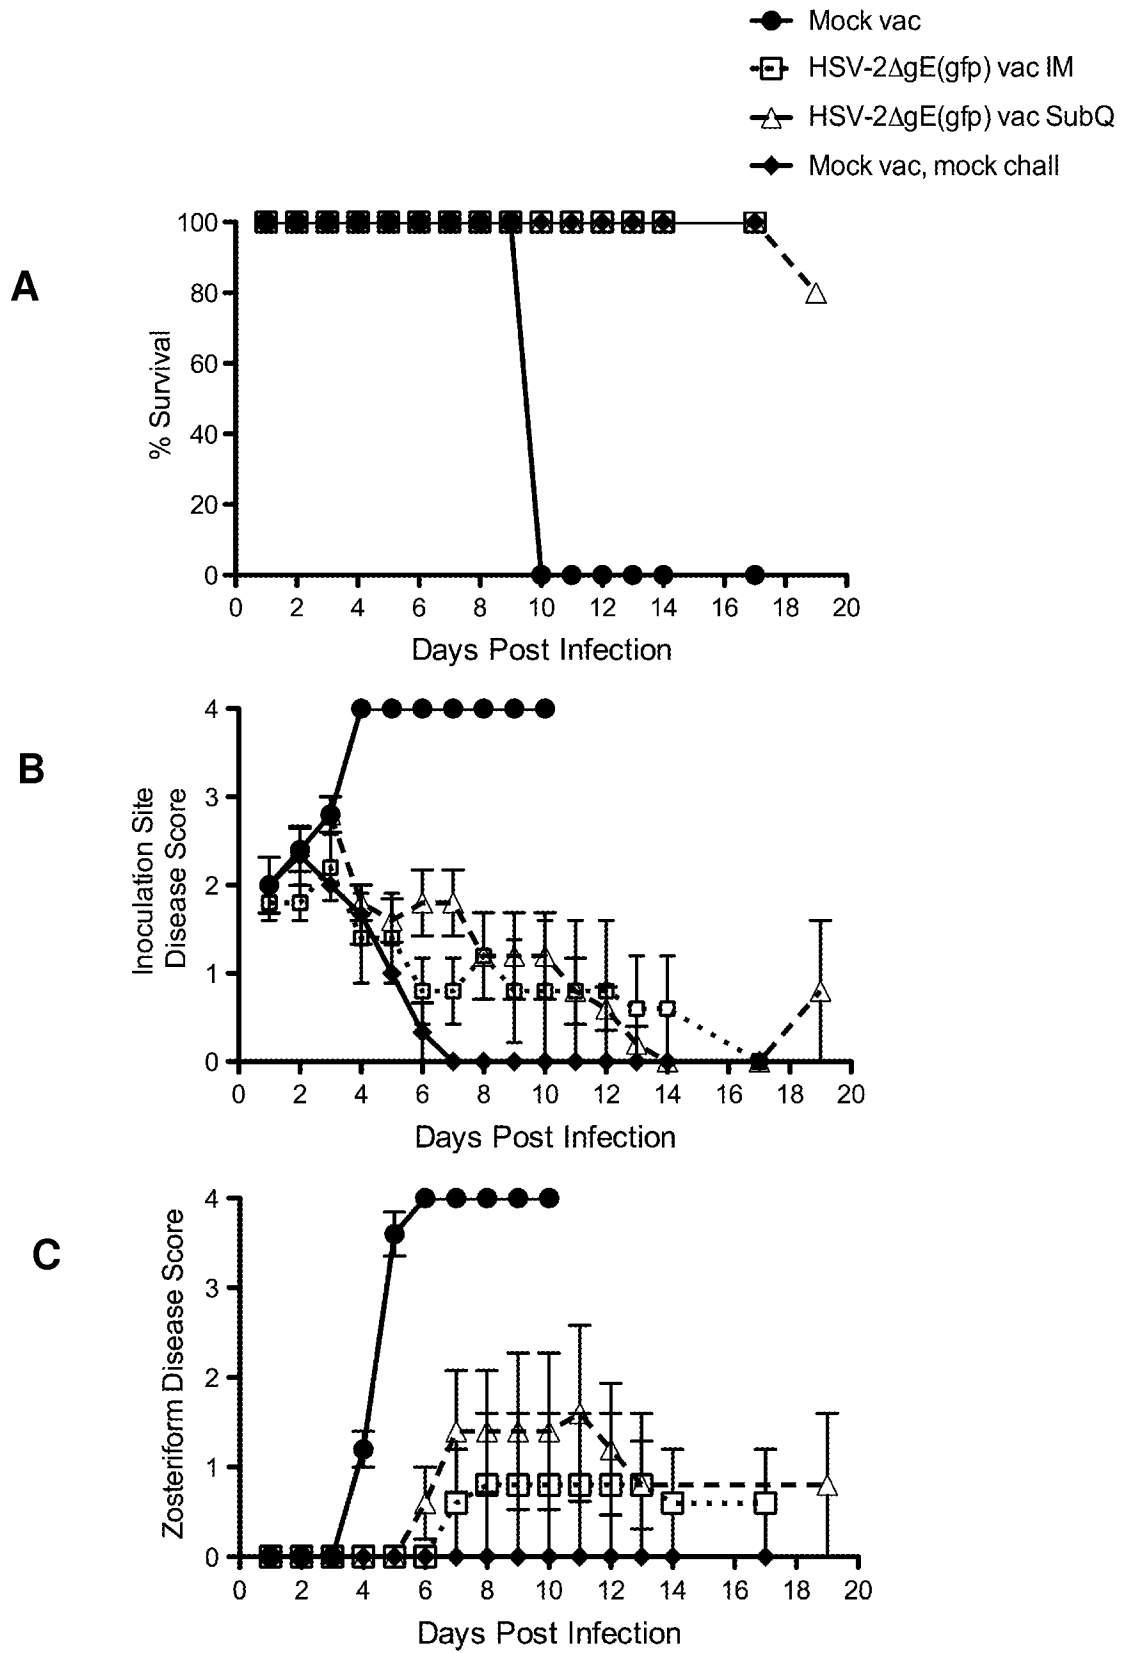 Mock vac
HSV-2ΔgE(gfp) vac IM
HSV-2ΔgE(gfp) vac SubQ
Mock vac, mock chall
A
% Survival
100
80
60
40
20
0
0 2 4 6 8 10 12 14 16 18 20
Days Post Infection
B
Inoculation Site
Disease Score
4
3
2
1
0
0 2 4 6 8 10 12 14 16 18 20
Days Post Infection
C
Zosteriform Disease Score
4
3
2
1
0
0 2 4 6 8 10 12 14 16 18 20
Days Post Infection